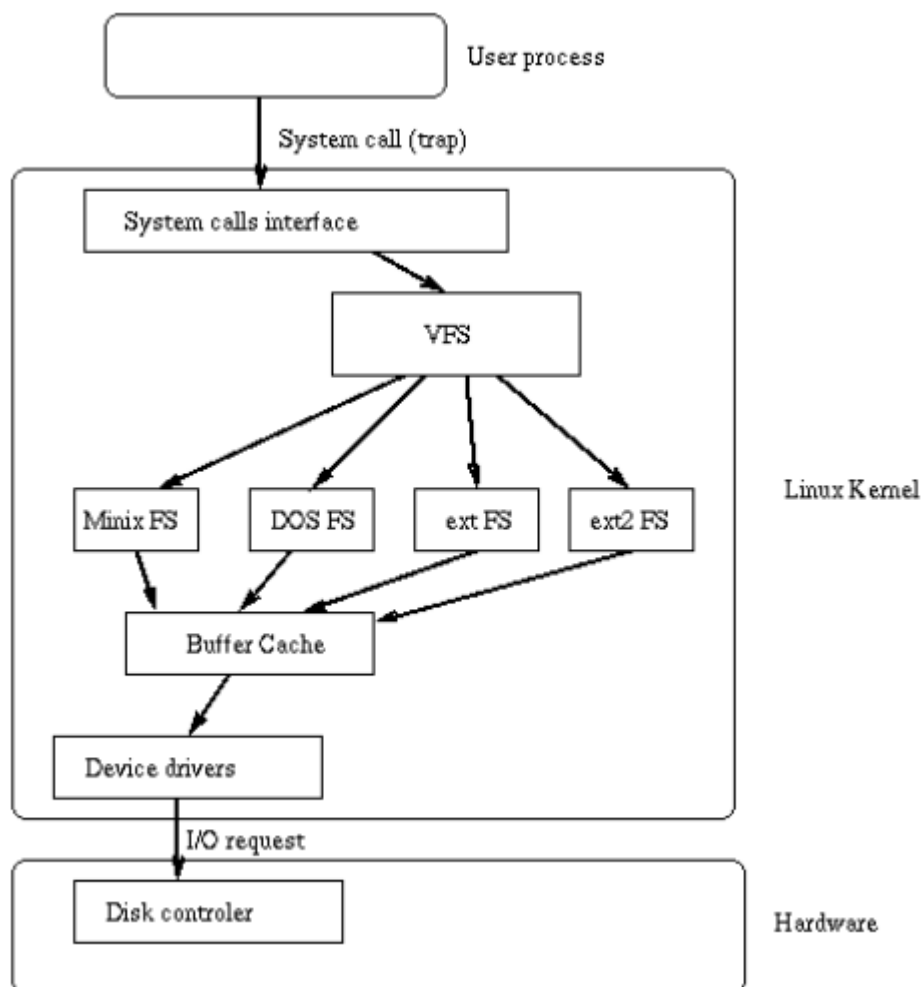 User process
System call (trap)
System calls interface
VFS
Linux Kernel
Minix FS
DOS FS
ext FS
ext2 FS
Buffer Cache
Device drivers
I/O request
Disk controler
Hardware